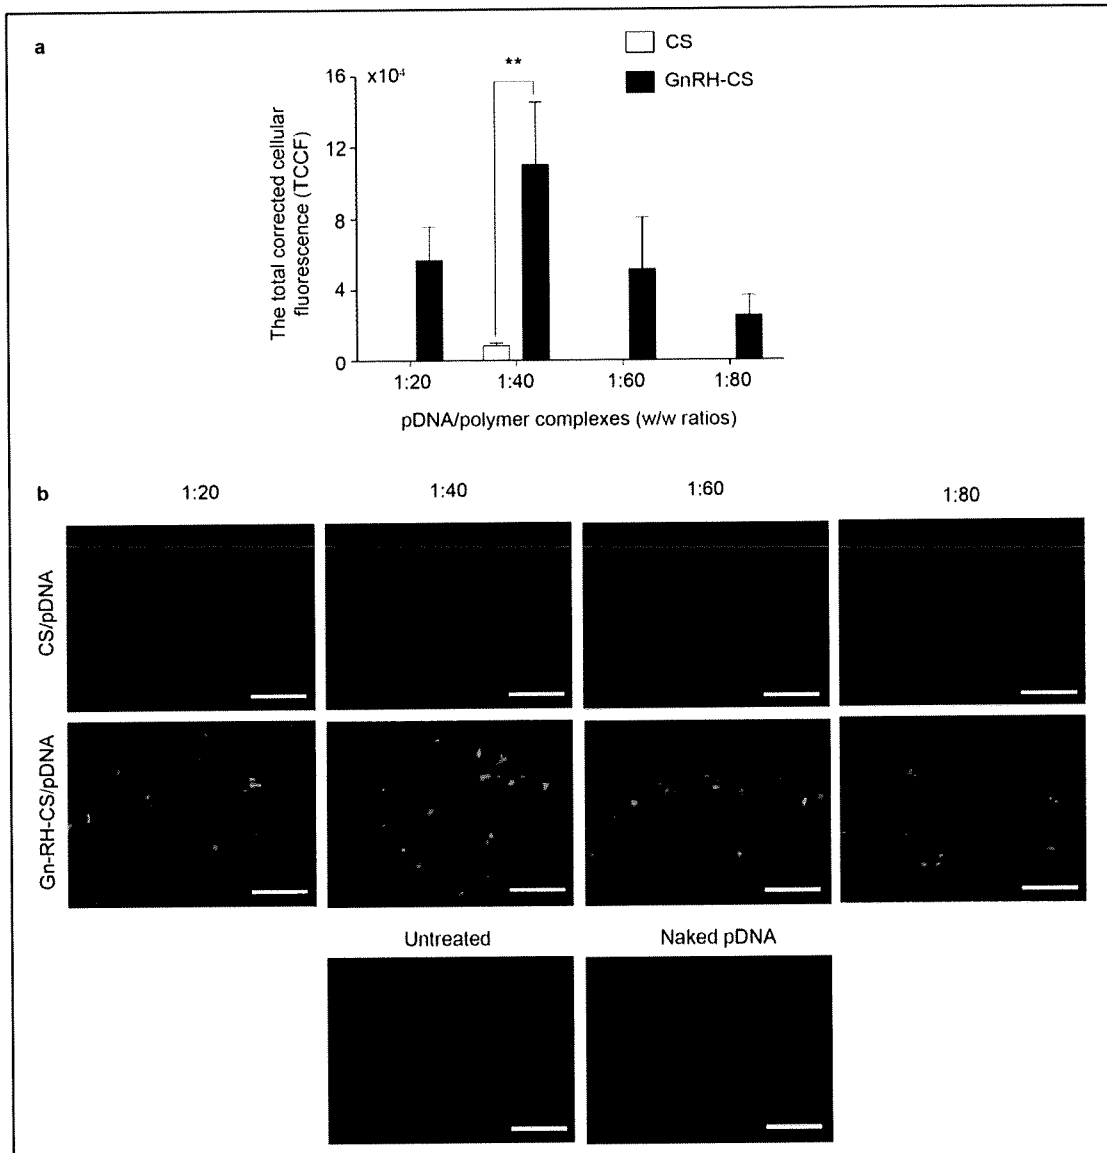 a
CS
GnRH-CS
**
16 x10⁴
12
8
4
0
The total corrected cellular
fluorescence (TCCF)
1:20 1:40 1:60 1:80
pDNA/polymer complexes (w/w ratios)
b
1:20 1:40 1:60 1:80
CS/pDNA
Gn-RH-CS/pDNA
Untreated Naked pDNA